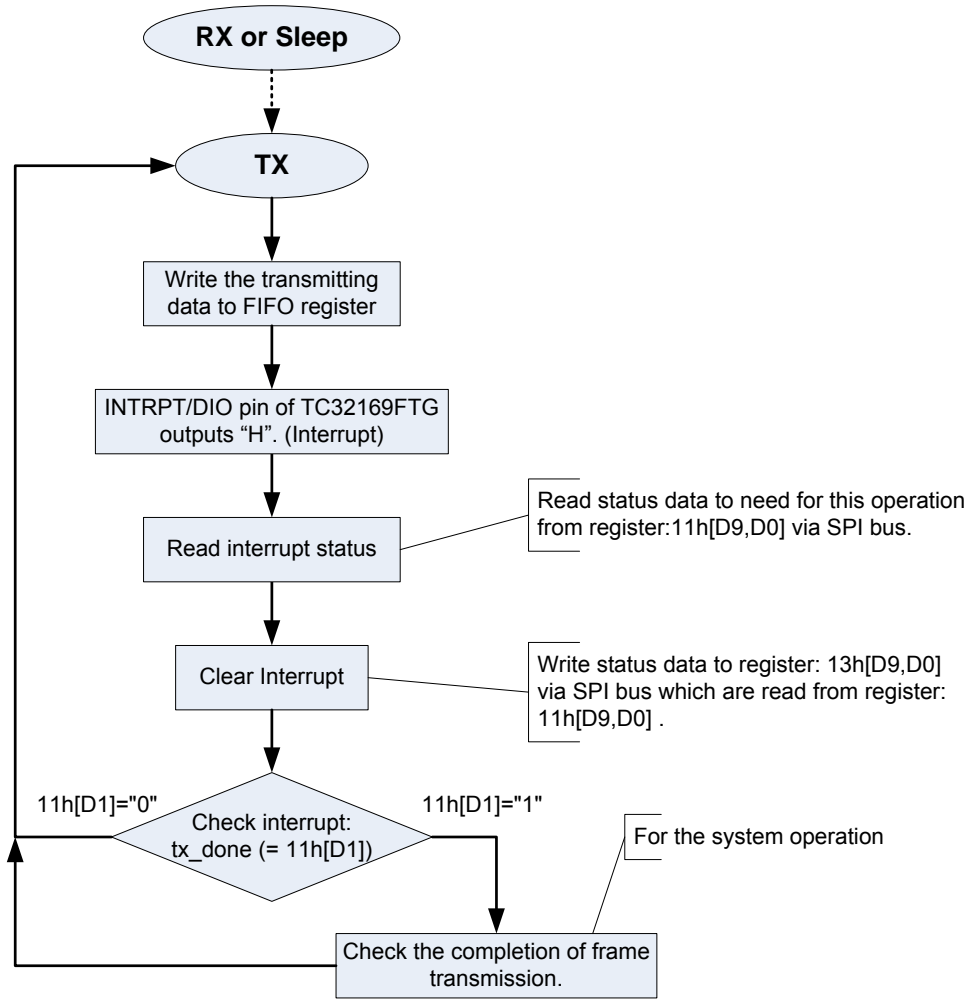 RX or Sleep
TX
Write the transmitting
data to FIFO register
INTRPT/DIO pin of TC32169FTG
outputs “H”. (Interrupt)
Read status data to need for this operation
from register:11h[D9,D0] via SPI bus.
Read interrupt status
Clear Interrupt
Write status data to register: 13h[D9,D0]
via SPI bus which are read from register:
11h[D9,D0] .
11h[D1]="0"
11h[D1]="1"
Check interrupt:
tx_done (= 11h[D1])
For the system operation
Check the completion of frame
transmission.